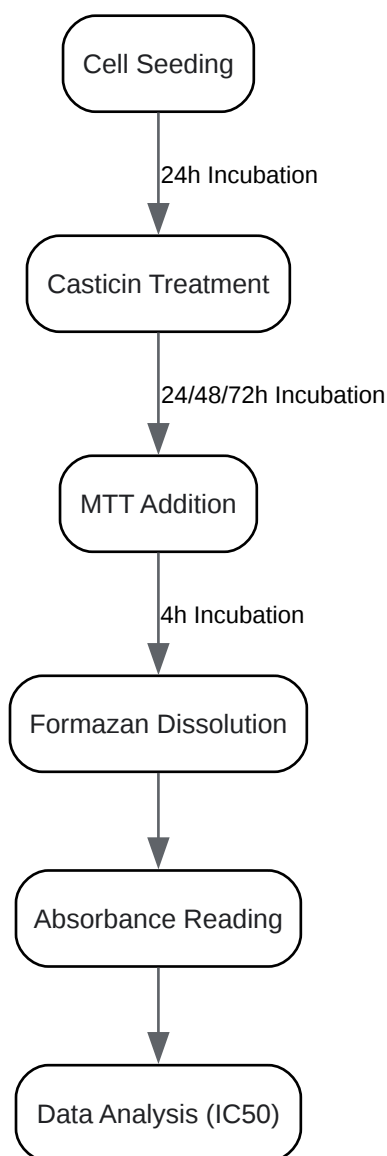 Cell Seeding
24h Incubation
Casticin Treatment
24/48/72h Incubation
MTT Addition
4h Incubation
Formazan Dissolution
Absorbance Reading
Data Analysis (IC50)